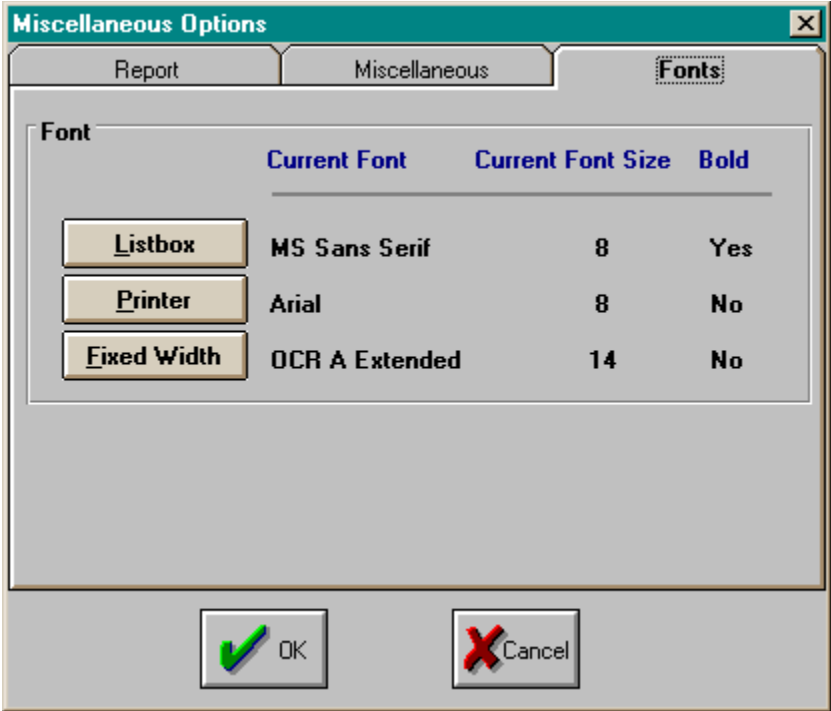 Miscellaneous Options
Report Miscellaneous Fonts
Font
Current Font Current Font Size Bold
Listbox MS Sans Serif 8 Yes
Printer Arial 8 No
Fixed Width OCR A Extended 14 No
OK Cancel